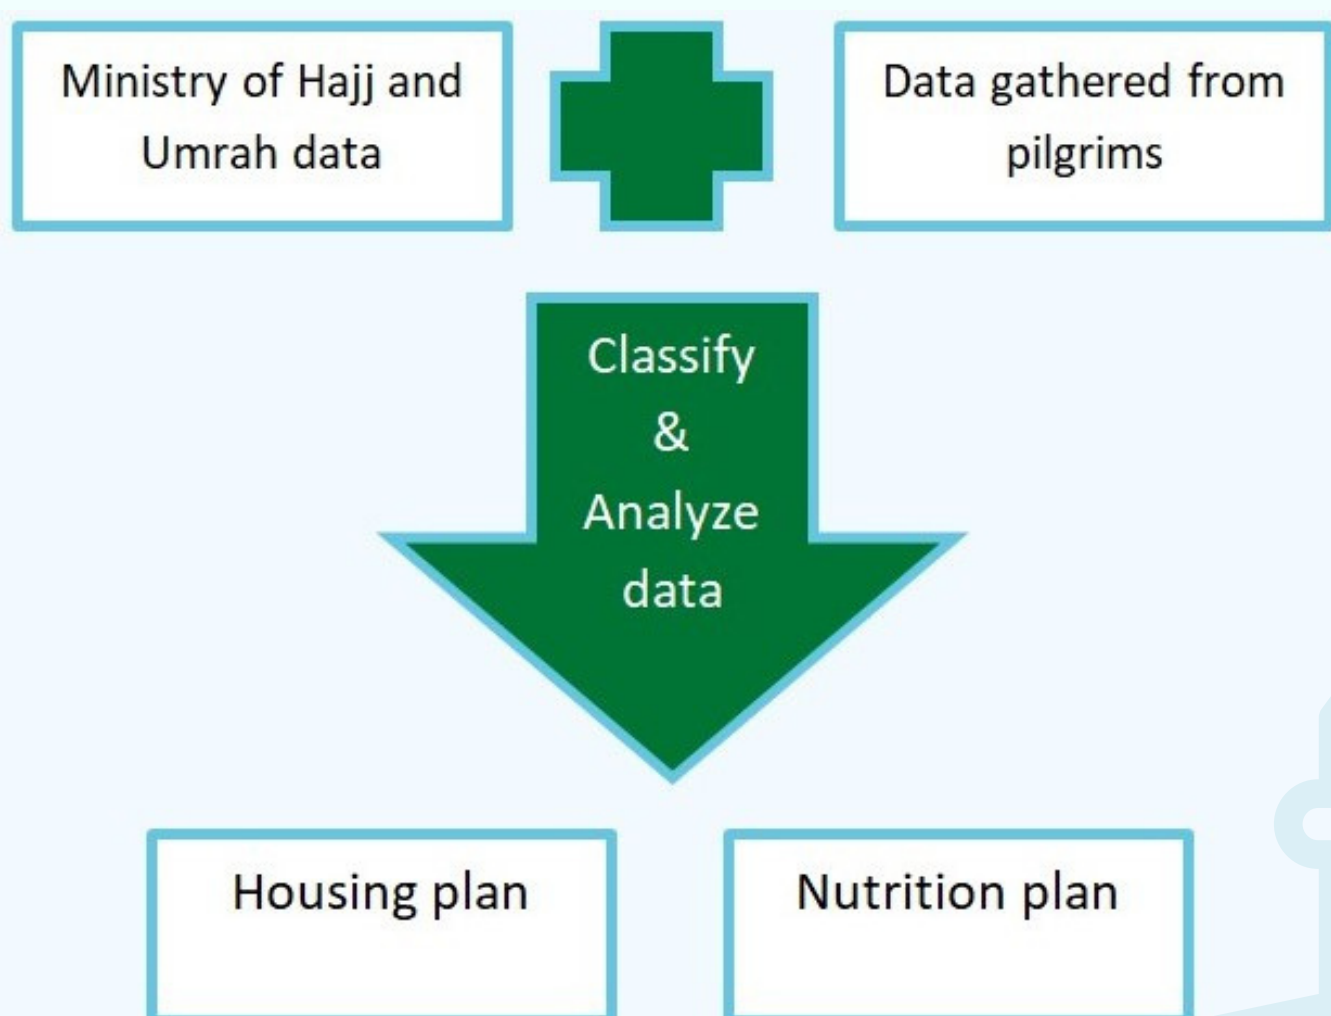 Ministry of Hajj and
Umrah data
Data gathered from
pilgrims
Classify
&
Analyze
data
Housing plan
Nutrition plan